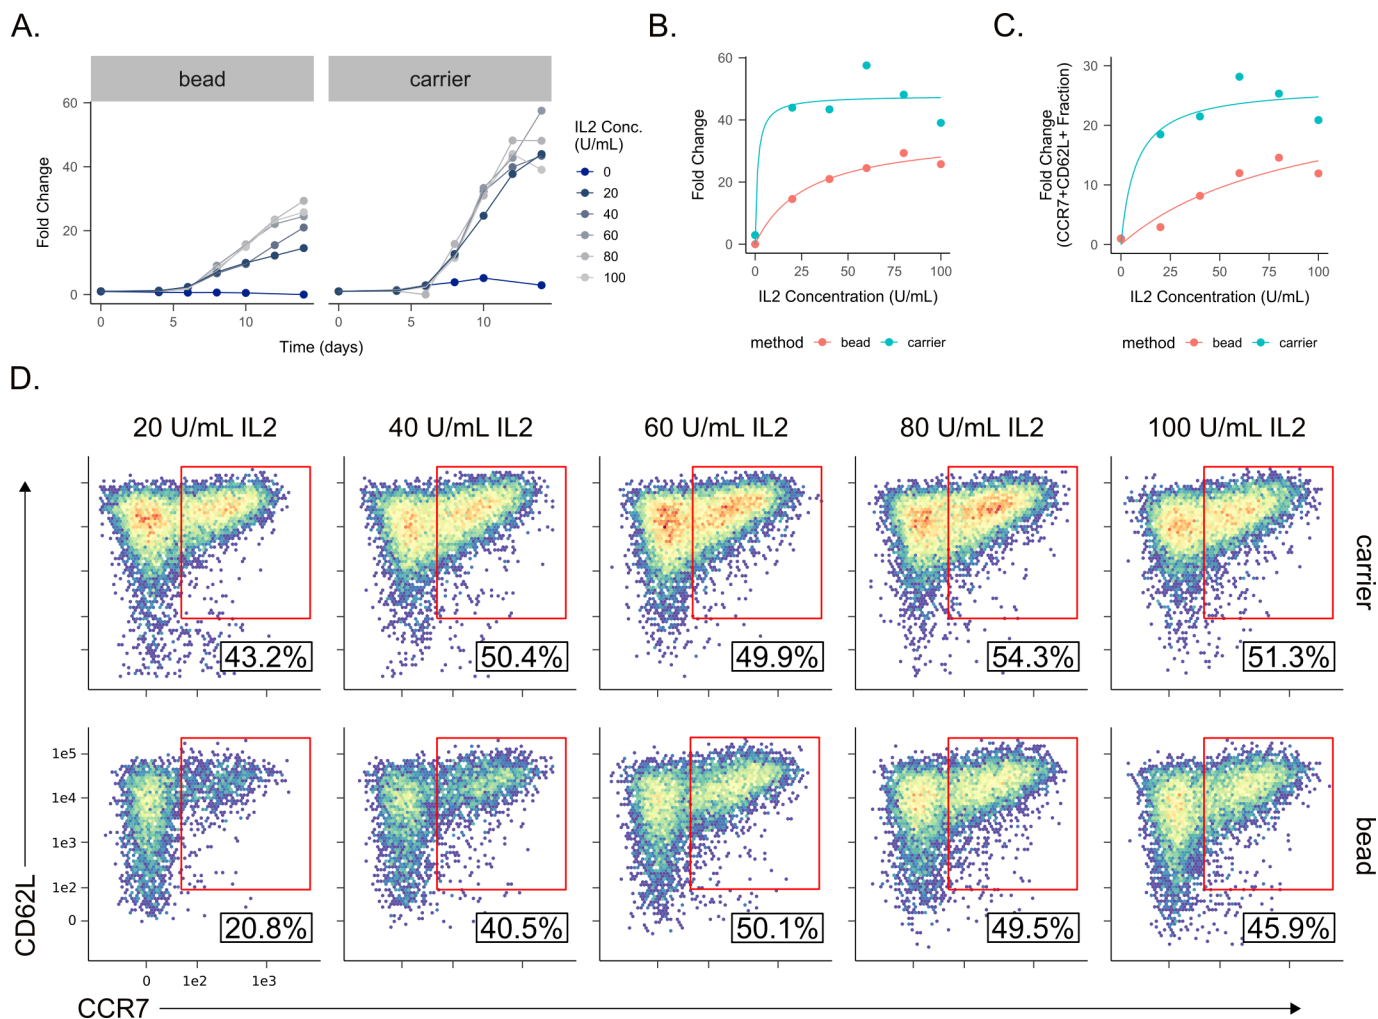 A.
bead
carrier
60
40
20
0
Fold Change
0
5
10
0
5
10
Time (days)
IL2 Conc.
(U/mL)
0
20
40
60
80
100
B.
60
40
20
0
Fold Change
0
25
50
75
100
IL2 Concentration (U/mL)
method
bead
carrier
C.
30
20
10
0
Fold Change
(CCR7+CD62L+ Fraction)
0
25
50
75
100
IL2 Concentration (U/mL)
method
bead
carrier
D.
20 U/mL IL2
40 U/mL IL2
60 U/mL IL2
80 U/mL IL2
100 U/mL IL2
43.2%
50.4%
49.9%
54.3%
51.3%
carrier
1e5
1e4
1e3
1e2
0
20.8%
40.5%
50.1%
49.5%
45.9%
bead
0
1e2
1e3
CD62L
CCR7